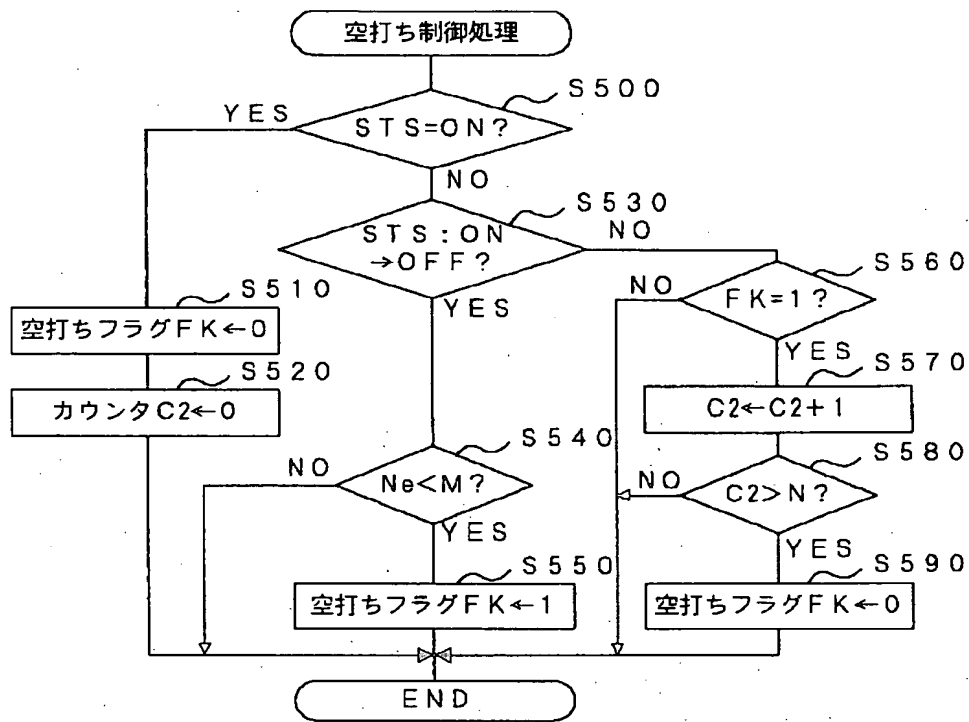 空打ち制御処理
S500
YES
STS=ON?
NO
S530
STS:ON
→OFF?
NO
S560
NO
FK=1?
S510
YES
YES
空打ちフラグFK←0
S570
S520
C2←C2+1
カウンタC2←0
S540
S580
NO
Ne<M?
NO
C2>N?
YES
YES
S550
S590
空打ちフラグFK←1
空打ちフラグFK←0
END